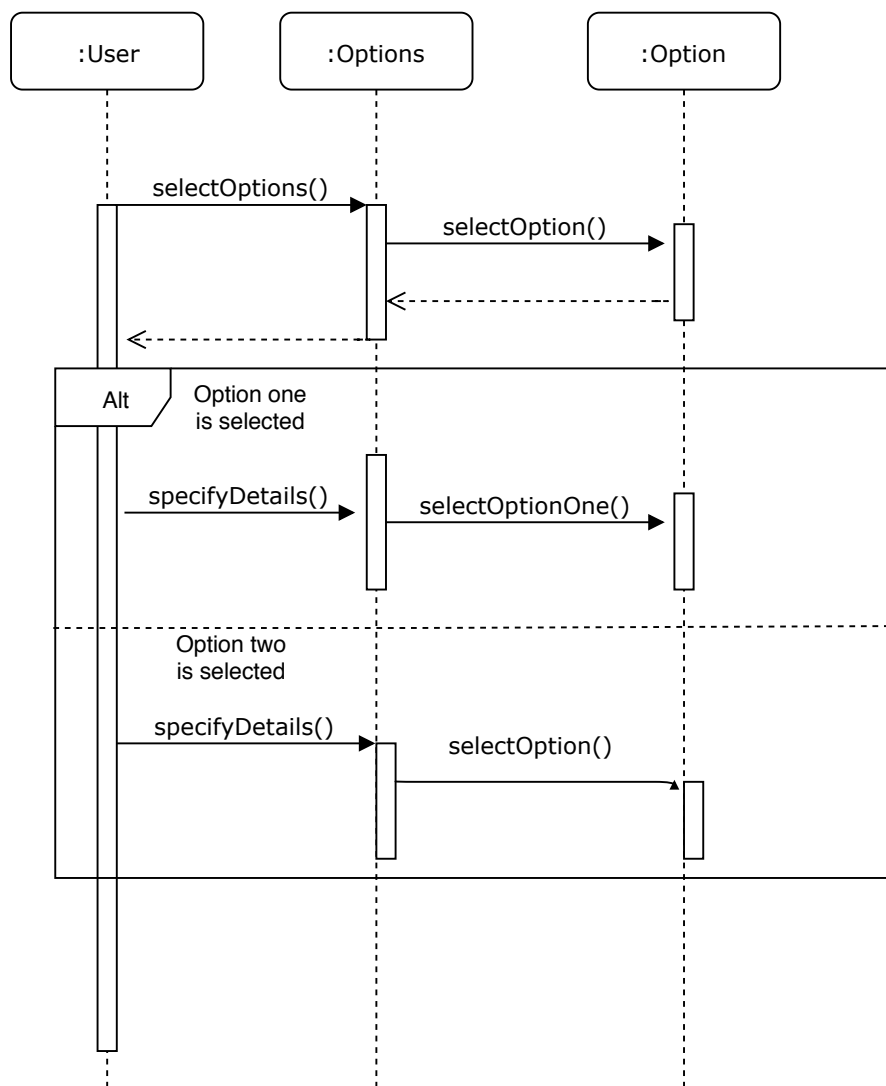 :User
:Options
:Option
selectOptions()
selectOption()
Alt
Option one
is selected
specifyDetails()
selectOptionOne()
Option two
is selected
specifyDetails()
selectOption()